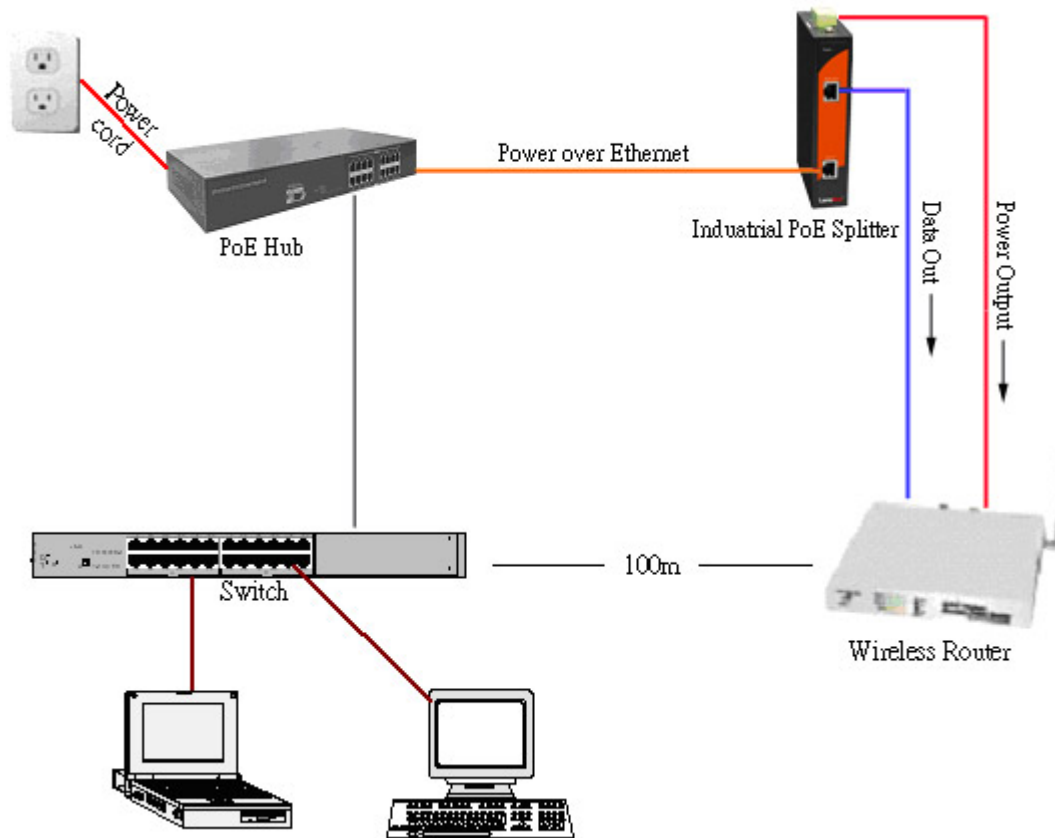 Power
cord
Power over Ethernet
PoE Hub
Induatrial PoE Splitter
Data Out
Power Output
100m
Switch
Wireless Router